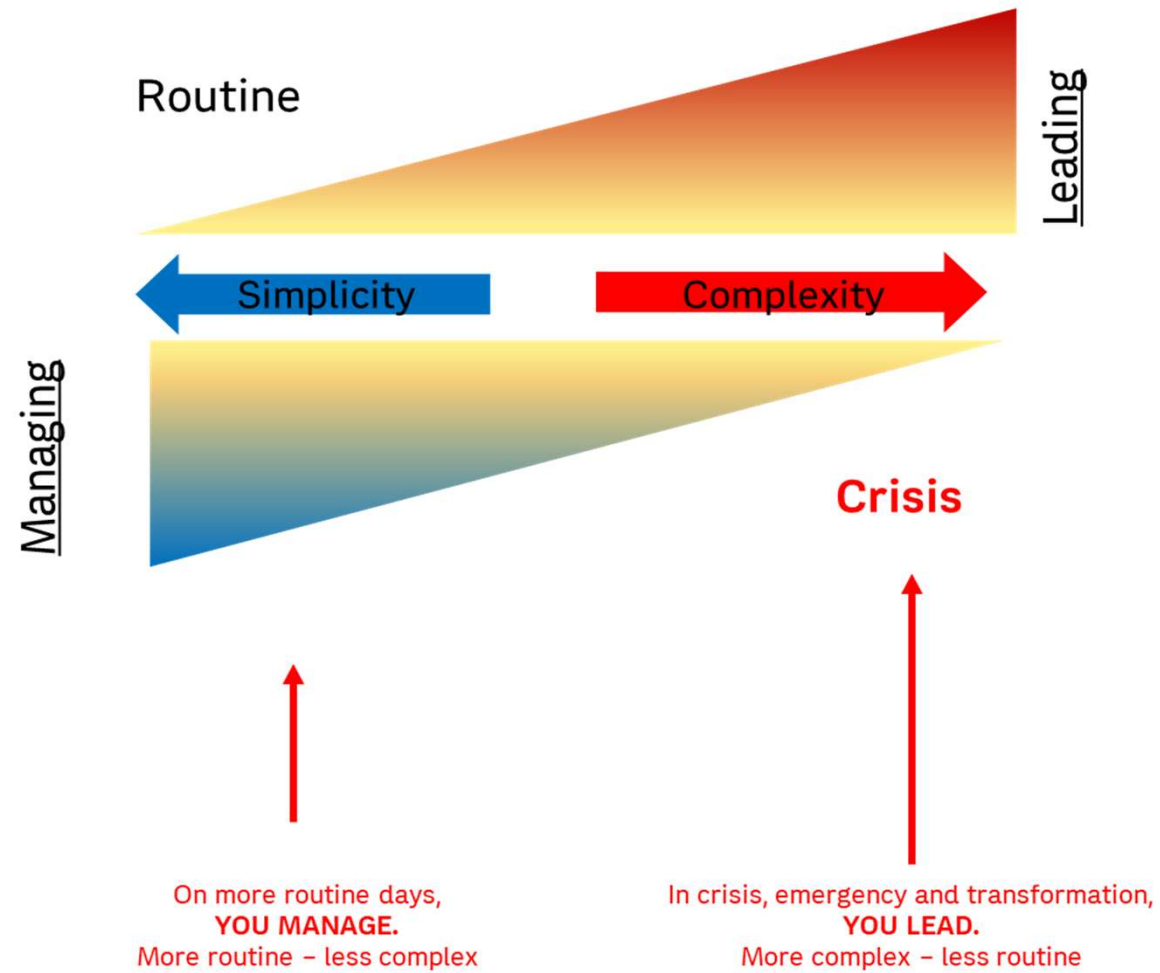 Routine
Leading
Simplicity
Complexity
Managing
Crisis
On more routine days,
YOU MANAGE.
More routine – less complex
In crisis, emergency and transformation,
YOU LEAD.
More complex – less routine